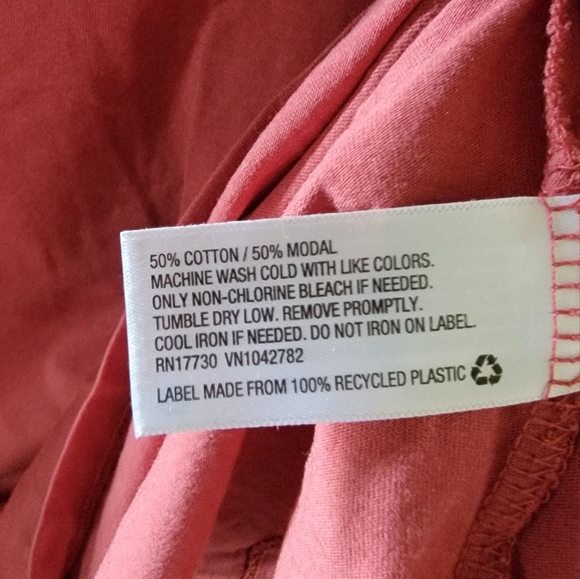 50% COTTON / 50% MODAL
MACHINE WASH COLD WITH LIKE COLORS.
ONLY NON-CHLORINE BLEACH IF NEEDED.
TUMBLE DRY LOW. REMOVE PROMPTLY.
COOL IRON IF NEEDED. DO NOT IRON ON LABEL.
RN17730 VN1042782
LABEL MADE FROM 100% RECYCLED PLASTIC